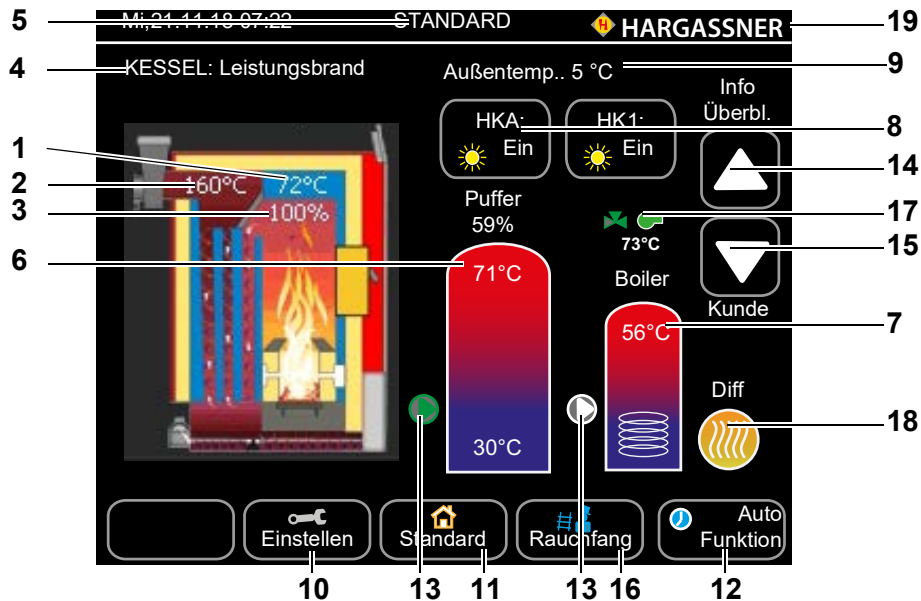 5 Mi,21.11.18 07:22 STANDARD HARGASSNER 19
4 KESSEL: Leistungsbrand Außentemp.. 5 °C 9
Info
Überbl.
HKA: HK1: 8
Ein Ein
1 72°C 14
2 160°C
3 100% Puffer
59% 17
73°C 15
6 71°C Boiler
Kunde
56°C 7
Diff
18
30°C
Einstellen Standard Rauchfang Auto
Funktion
10 13 11 13 16 12